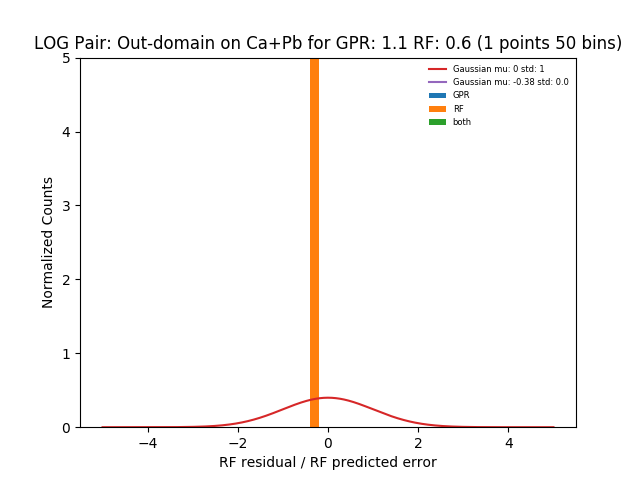 LOG Pair: Out-domain on Ca+Pb for GPR: 1.1 RF: 0.6 (1 points 50 bins)
Gaussian mu: 0 std: 1
Gaussian mu: -0.38 std: 0.0
GPR
RF
both
Normalized Counts
5
4
3
2
1
0
−4
−2
0
2
4
RF residual / RF predicted error